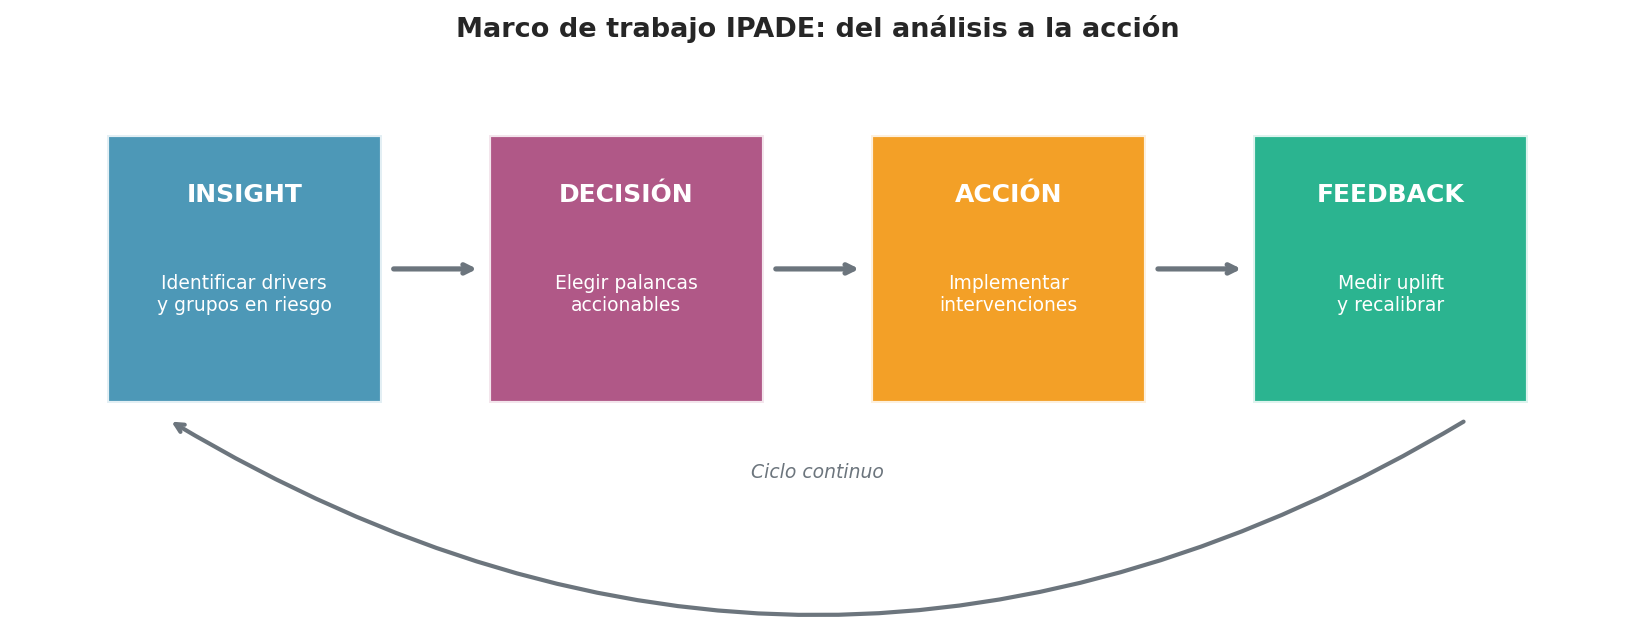 Marco de trabajo IPADE: del análisis a la acción
INSIGHT
Identificar drivers
y grupos en riesgo
DECISIÓN
Elegir palancas
accionables
ACCIÓN
Implementar
intervenciones
FEEDBACK
Medir uplift
y recalibrar
Ciclo continuo